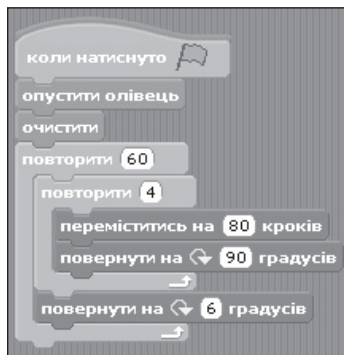 коли натиснуто
опустити олівець
очистити
повторити 60
повторити 4
переміститись на 80 кроків
повернути на 90 градусів
повернути на 6 градусів